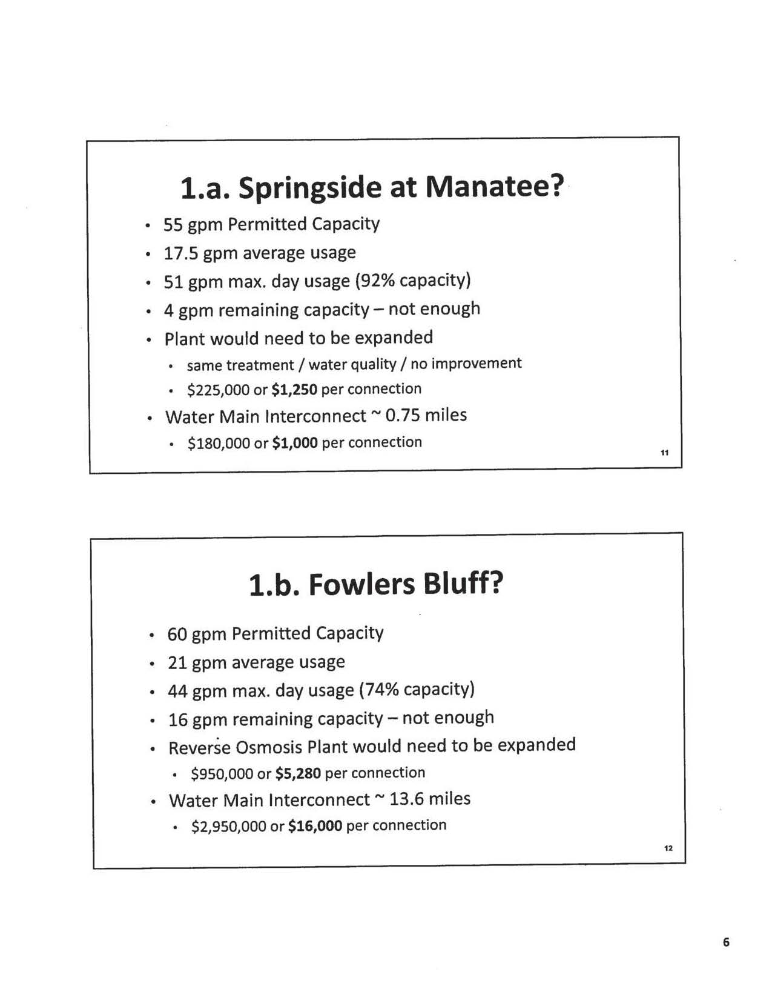 1.a. Springside at Manatee?
• 55 gpm Permitted Capacity
• 17.5 gpm average usage
• 51 gpm max. day usage (92% capacity)
• 4 gpm remaining capacity – not enough
• Plant would need to be expanded
• same treatment / water quality / no improvement
• $225,000 or $1,250 per connection
• Water Main Interconnect ~ 0.75 miles
• $180,000 or $1,000 per connection
11
1.b. Fowlers Bluff?
• 60 gpm Permitted Capacity
• 21 gpm average usage
• 44 gpm max. day usage (74% capacity)
• 16 gpm remaining capacity – not enough
• Reverse Osmosis Plant would need to be expanded
• $950,000 or $5,280 per connection
• Water Main Interconnect ~ 13.6 miles
• $2,950,000 or $16,000 per connection
12
6